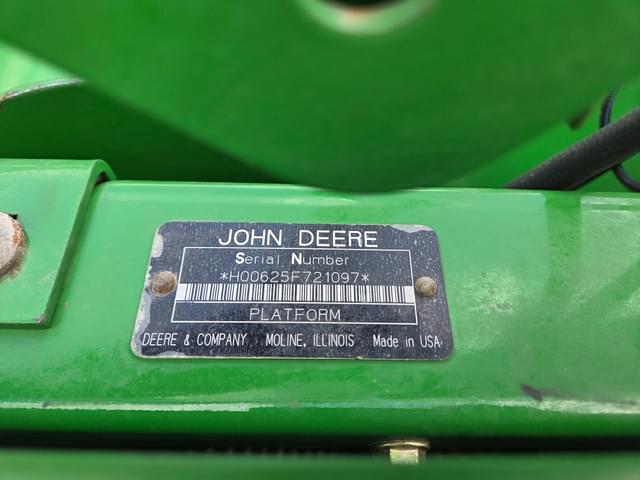 JOHN DEERE
Serial Number
*H00625F721097*
PLATFORM
DEERE & COMPANY MOLINE, ILLINOIS Made in USA